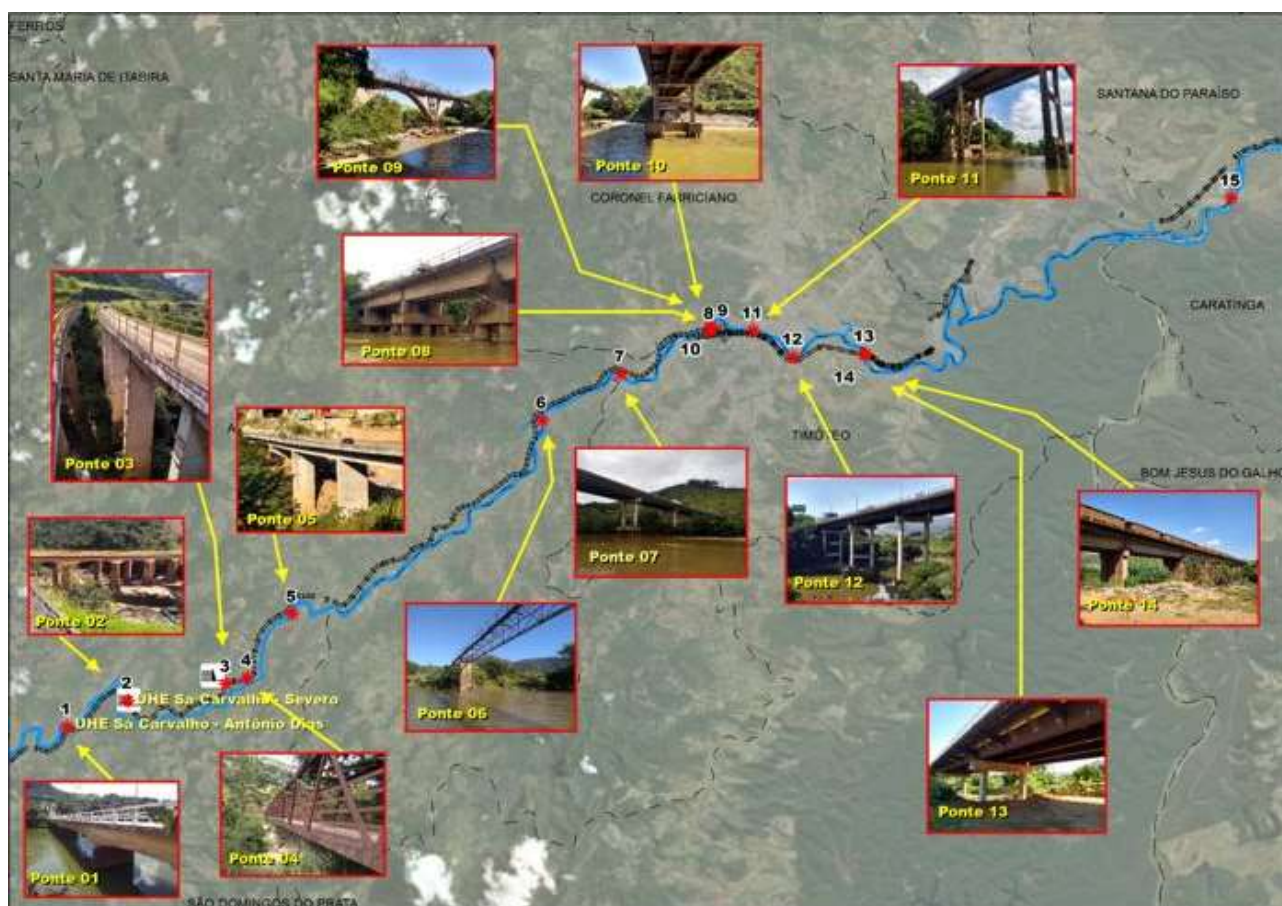 FERROS
SANTA MARIA DE ITABIRA
Ponte 09
Ponte 10
Ponte 11
SANTANA DO PARAÍSO
CORONEL FABRICIANO
15
Ponte 08
CARATINGA
8
9
11
10
12
13
14
7
Ponte 03
6
TIMÓTEO
BOM JESUS DO GALHO
Ponte 05
Ponte 07
Ponte 12
Ponte 14
Ponte 02
5
Ponte 06
3
4
2
UHE Sá Carvalho - Severo
1
UHE Sá Carvalho - Antônio Dias
Ponte 13
Ponte 04
Ponte 01
SÃO DOMINGOS DO PRATA